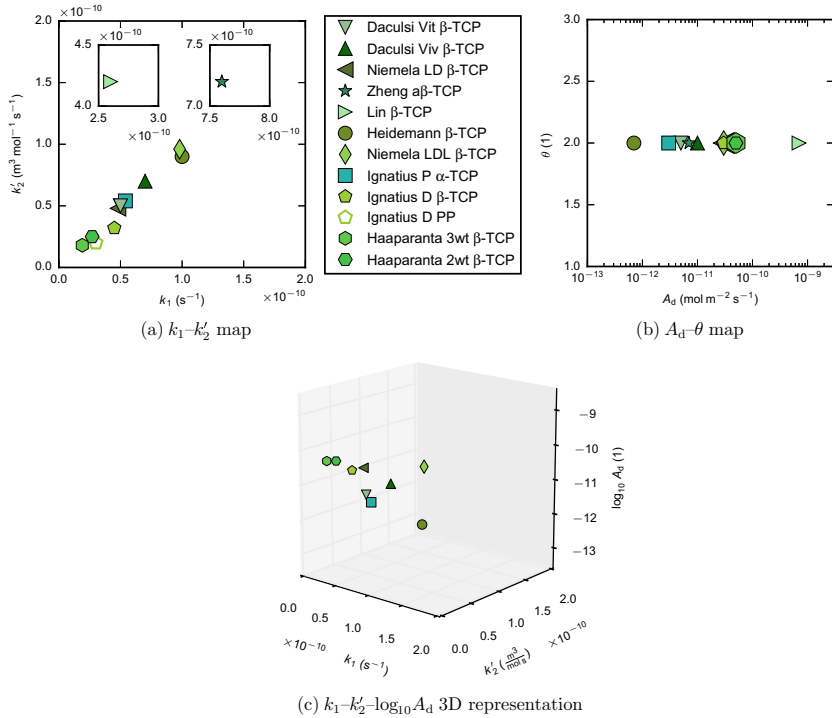 ×10⁻¹⁰
2.0
1.5
1.0
0.5
0.0
k₂′ (m³ mol⁻¹ s⁻¹)
4.5 ×10⁻¹⁰
4.0
2.5 3.0
×10⁻¹⁰
7.5 ×10⁻¹⁰
7.0
7.5 8.0
×10⁻¹⁰
0.0 0.5 1.0 1.5 2.0
k₁ (s⁻¹) ×10⁻¹⁰
(a) k₁–k₂′ map
Daculsi Vit β-TCP
Daculsi Viv β-TCP
Niemela LD β-TCP
Zheng aβ-TCP
Lin β-TCP
Heidemann β-TCP
Niemela LDL β-TCP
Ignatius P α-TCP
Ignatius D β-TCP
Ignatius D PP
Haaparanta 3wt β-TCP
Haaparanta 2wt β-TCP
3.0
2.5
2.0
1.5
1.0
θ (1)
10⁻¹³ 10⁻¹² 10⁻¹¹ 10⁻¹⁰ 10⁻⁹
A_d (mol m⁻² s⁻¹)
(b) A_d–θ map
−9
−10
−11
−12
−13
log₁₀ A_d (1)
0.0 0.5 1.0 1.5 2.0
×10⁻¹⁰
k₁ (s⁻¹)
0.0 0.5 1.0 1.5 2.0
×10⁻¹⁰
k₂′ (m³/mol s)
(c) k₁–k₂′–log₁₀A_d 3D representation